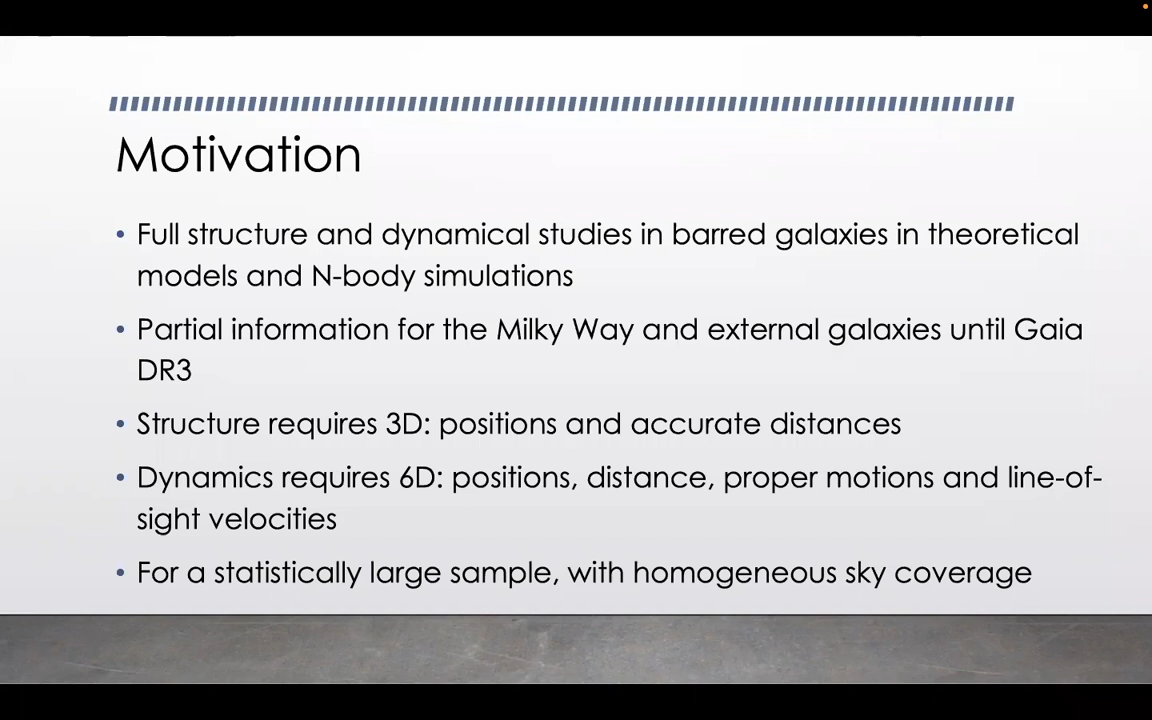 Motivation
• Full structure and dynamical studies in barred galaxies in theoretical
models and N-body simulations
• Partial information for the Milky Way and external galaxies until Gaia
DR3
• Structure requires 3D: positions and accurate distances
• Dynamics requires 6D: positions, distance, proper motions and line-of-
sight velocities
• For a statistically large sample, with homogeneous sky coverage